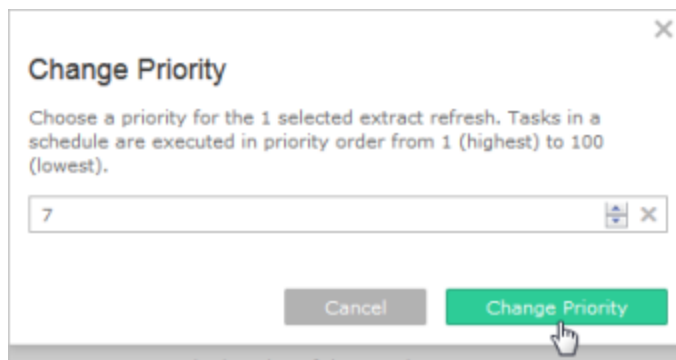 Change Priority
Choose a priority for the 1 selected extract refresh. Tasks in a
schedule are executed in priority order from 1 (highest) to 100
(lowest).
7
Cancel
Change Priority